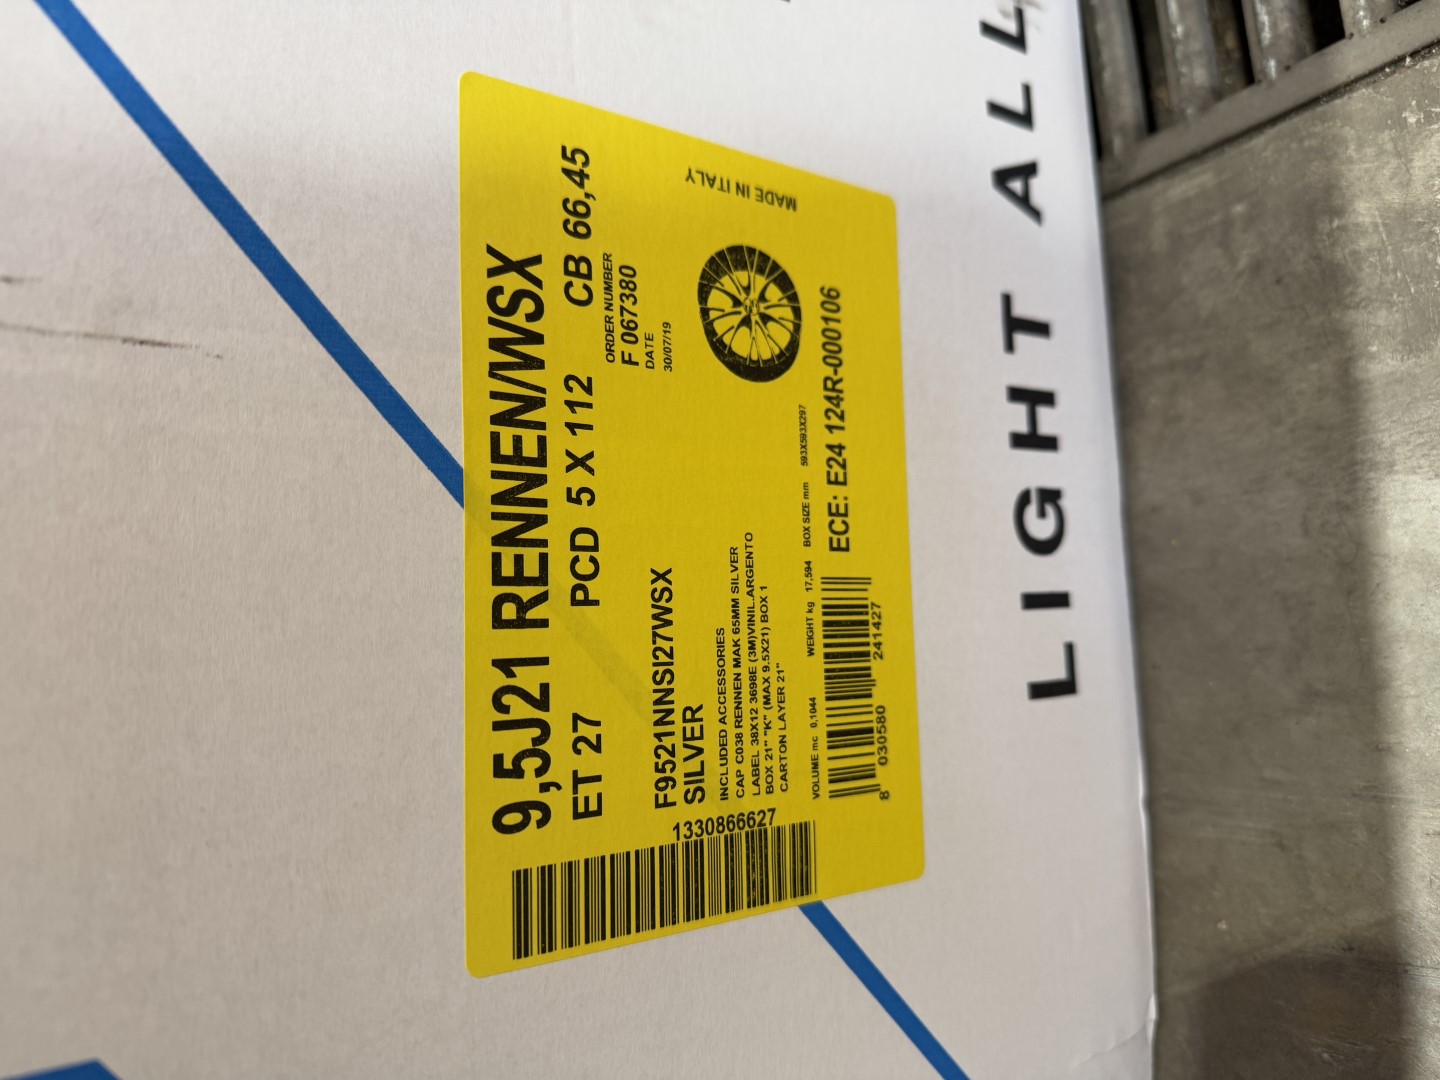 9,5J21 RENNEN/WSX
ET 27 PCD 5 X 112 CB 66,45
ORDER NUMBER
F 067380
DATE
30/07/19
F9521NNSI27WSX
SILVER
INCLUDED ACCESSORIES
CAP C038 RENNEN MAK 65MM SILVER
LABEL 38X12 3698E (3M)VINIL.ARGENTO
BOX 21" "K" (MAX 9.5X21) BOX 1
CARTON LAYER 21"
MADE IN ITALY
1330866627
VOLUME mc 0,1044 WEIGHT kg 17,594 BOX SIZE mm 593X593X297
ECE: E24 124R-000106
8 030580 241427
LIGHT ALL